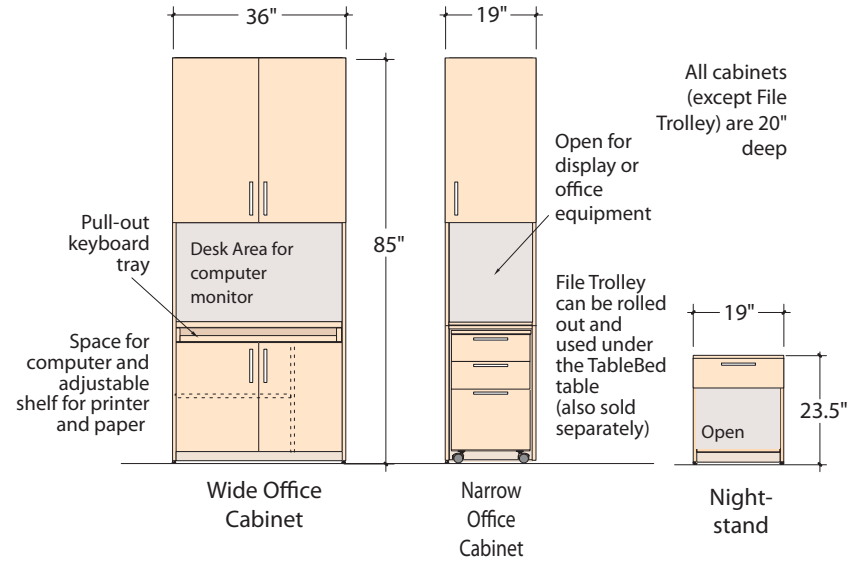 36"
19"
All cabinets
(except File
Trolley) are 20"
deep
Open for
display or
office
equipment
Pull-out
keyboard
tray
Desk Area for
computer
monitor
85"
File Trolley
can be rolled
out and
used under
the TableBed
table
(also sold
separately)
19"
Space for
computer and
adjustable
shelf for printer
and paper
23.5"
Open
Wide Office
Cabinet
Narrow
Office
Cabinet
Night-
stand